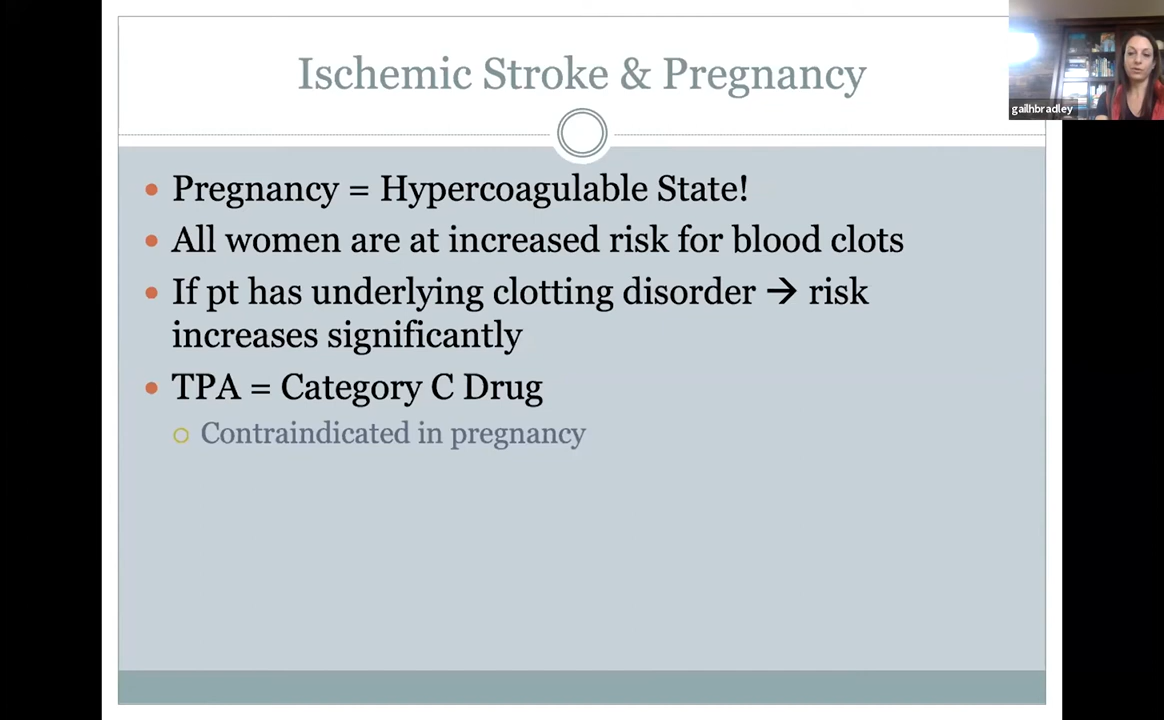 Ischemic Stroke & Pregnancy
gailhbradley
• Pregnancy = Hypercoagulable State!
• All women are at increased risk for blood clots
• If pt has underlying clotting disorder → risk
increases significantly
• TPA = Category C Drug
○ Contraindicated in pregnancy